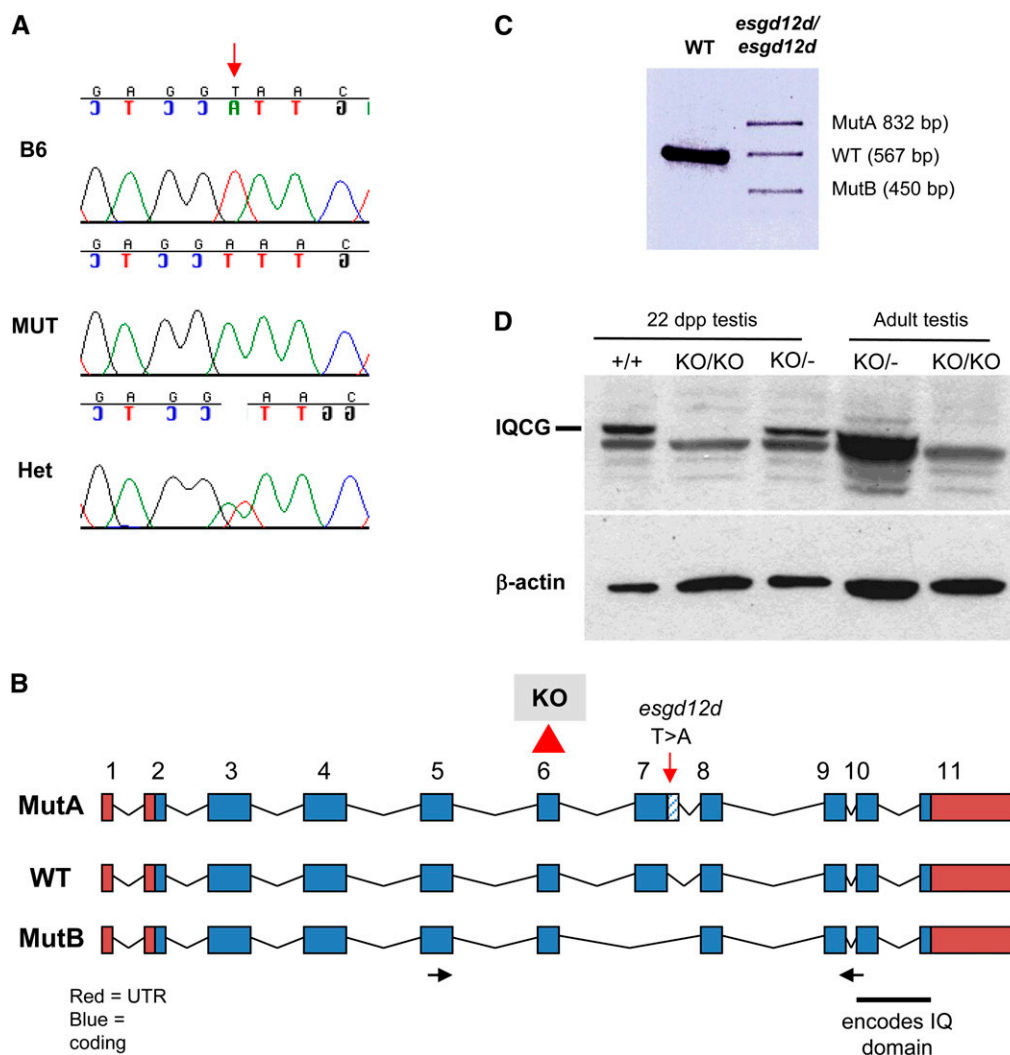 A
G A G G T A A C
C T C C A T T G
B6
G A G G A A A C
C T C C T T T G
MUT
G A G G A A C
C T C C T T G G
Het
C
WT
esgd12d/
esgd12d
MutA 832 bp)
WT (567 bp)
MutB (450 bp)
D
22 dpp testis
Adult testis
+/+ KO/KO KO/- KO/- KO/KO
IQCG
β-actin
B
KO
esgd12d
T>A
1 2 3 4 5 6 7 8 9 10 11
MutA
WT
MutB
Red = UTR
Blue =
coding
encodes IQ
domain